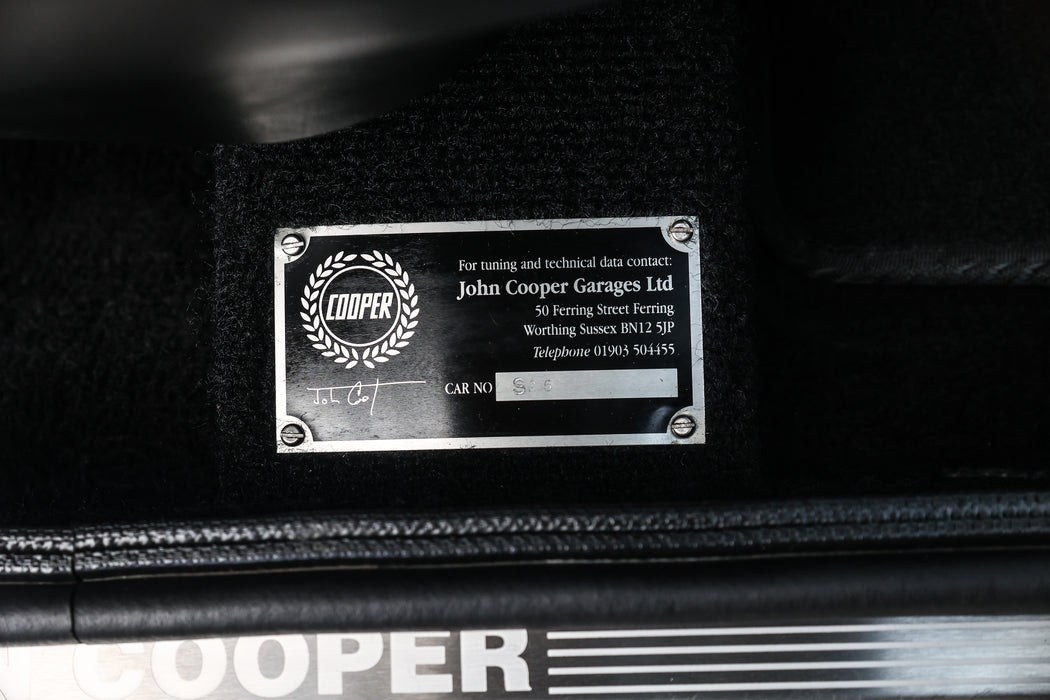 COOPER
For tuning and technical data contact:
John Cooper Garages Ltd
50 Ferring Street Ferring
Worthing Sussex BN12 5JP
Telephone 01903 504455
CAR NO
COOPER